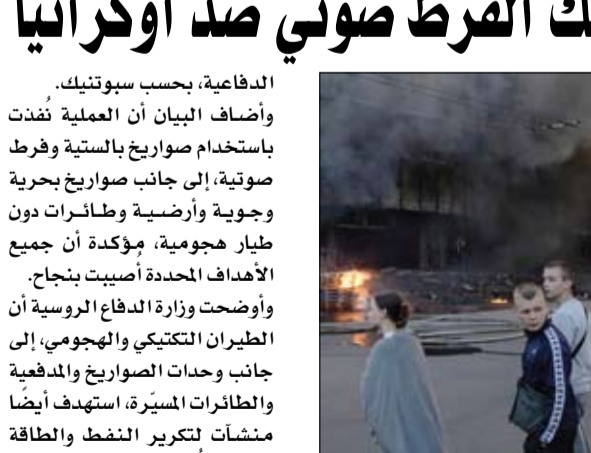 ك الفرط صوتي ضد أوكرانيا
الدفاعية، بحسب سبوتنيك.
وأضاف البيان أن العملية نُفذت
باستخدام صواريخ بالستية وفرط
صوتية، إلى جانب صواريخ بحرية
وجوية وأرضية وطائرات دون
طيار هجومية، مؤكدة أن جميع
الأهداف المحددة أُصيبت بنجاح.
وأوضحت وزارة الدفاع الروسية أن
الطيران التكتيكي والهجومي، إلى
جانب وحدات الصواريخ والمدفعية
والطائرات المسيّرة، استهدف أيضًا
منشآت لتكرير النفط والطاقة